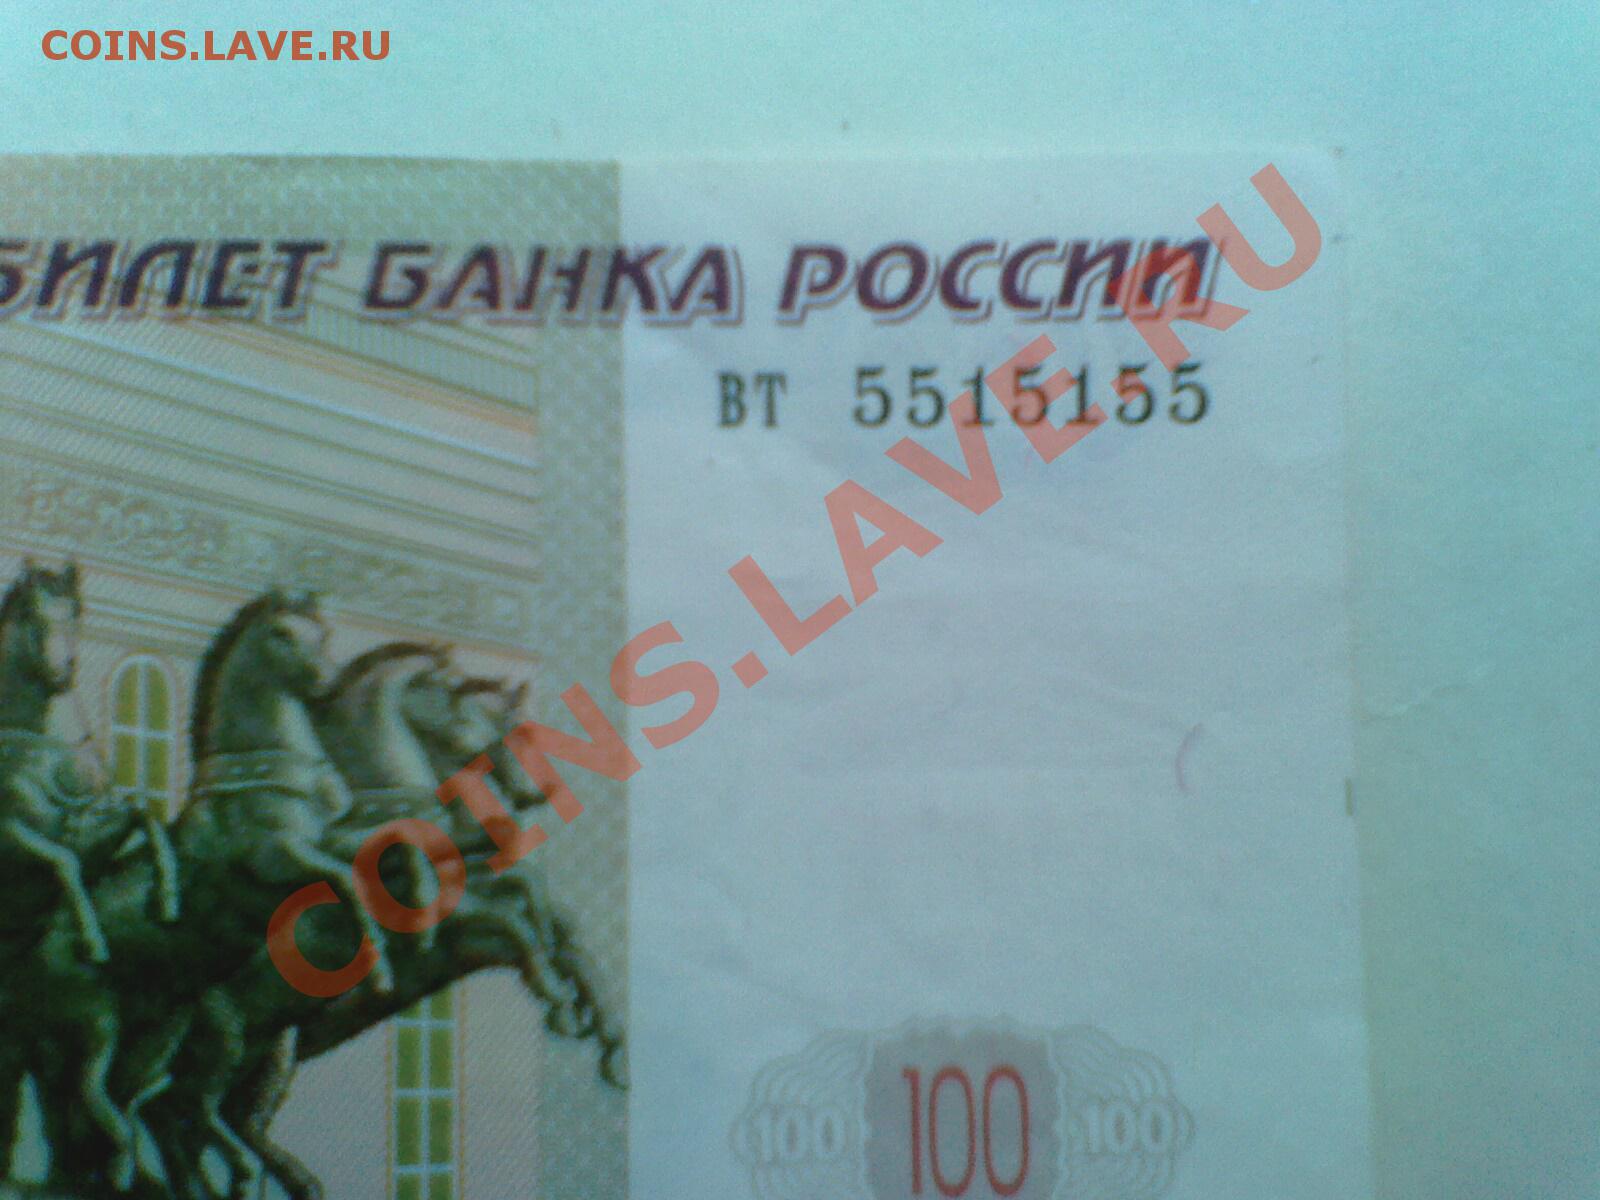 COINS.LAVE.RU
БИЛЕТ БАНКА РОССИИ
ВТ 5515155
COINS.LAVE.RU
100 100 100